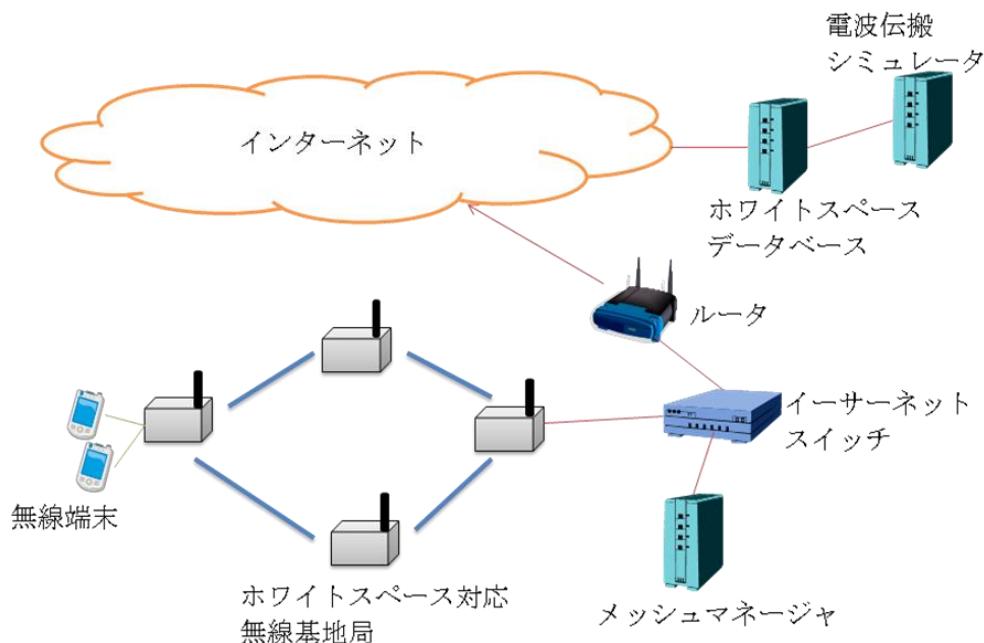 電波伝搬
シミュレータ
インターネット
ホワイトスペース
データベース
ルータ
イーサーネット
スイッチ
無線端末
ホワイトスペース対応
無線基地局
メッシュマネージャ